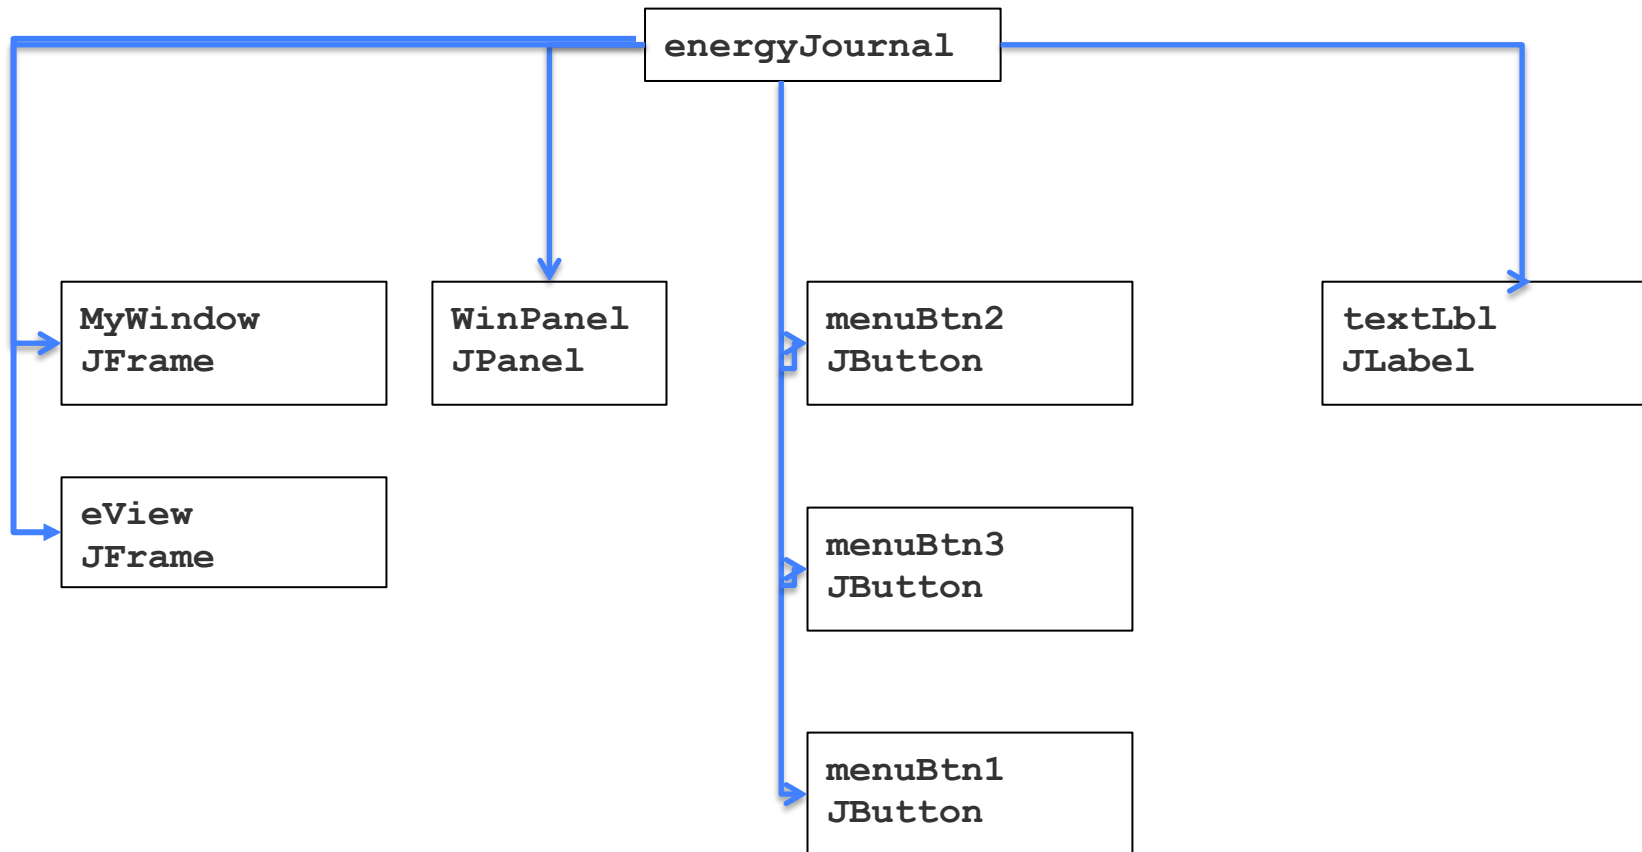 energyJournal
MyWindow
JFrame
WinPanel
JPanel
menuBtn2
JButton
textLbl
JLabel
eView
JFrame
menuBtn3
JButton
menuBtn1
JButton